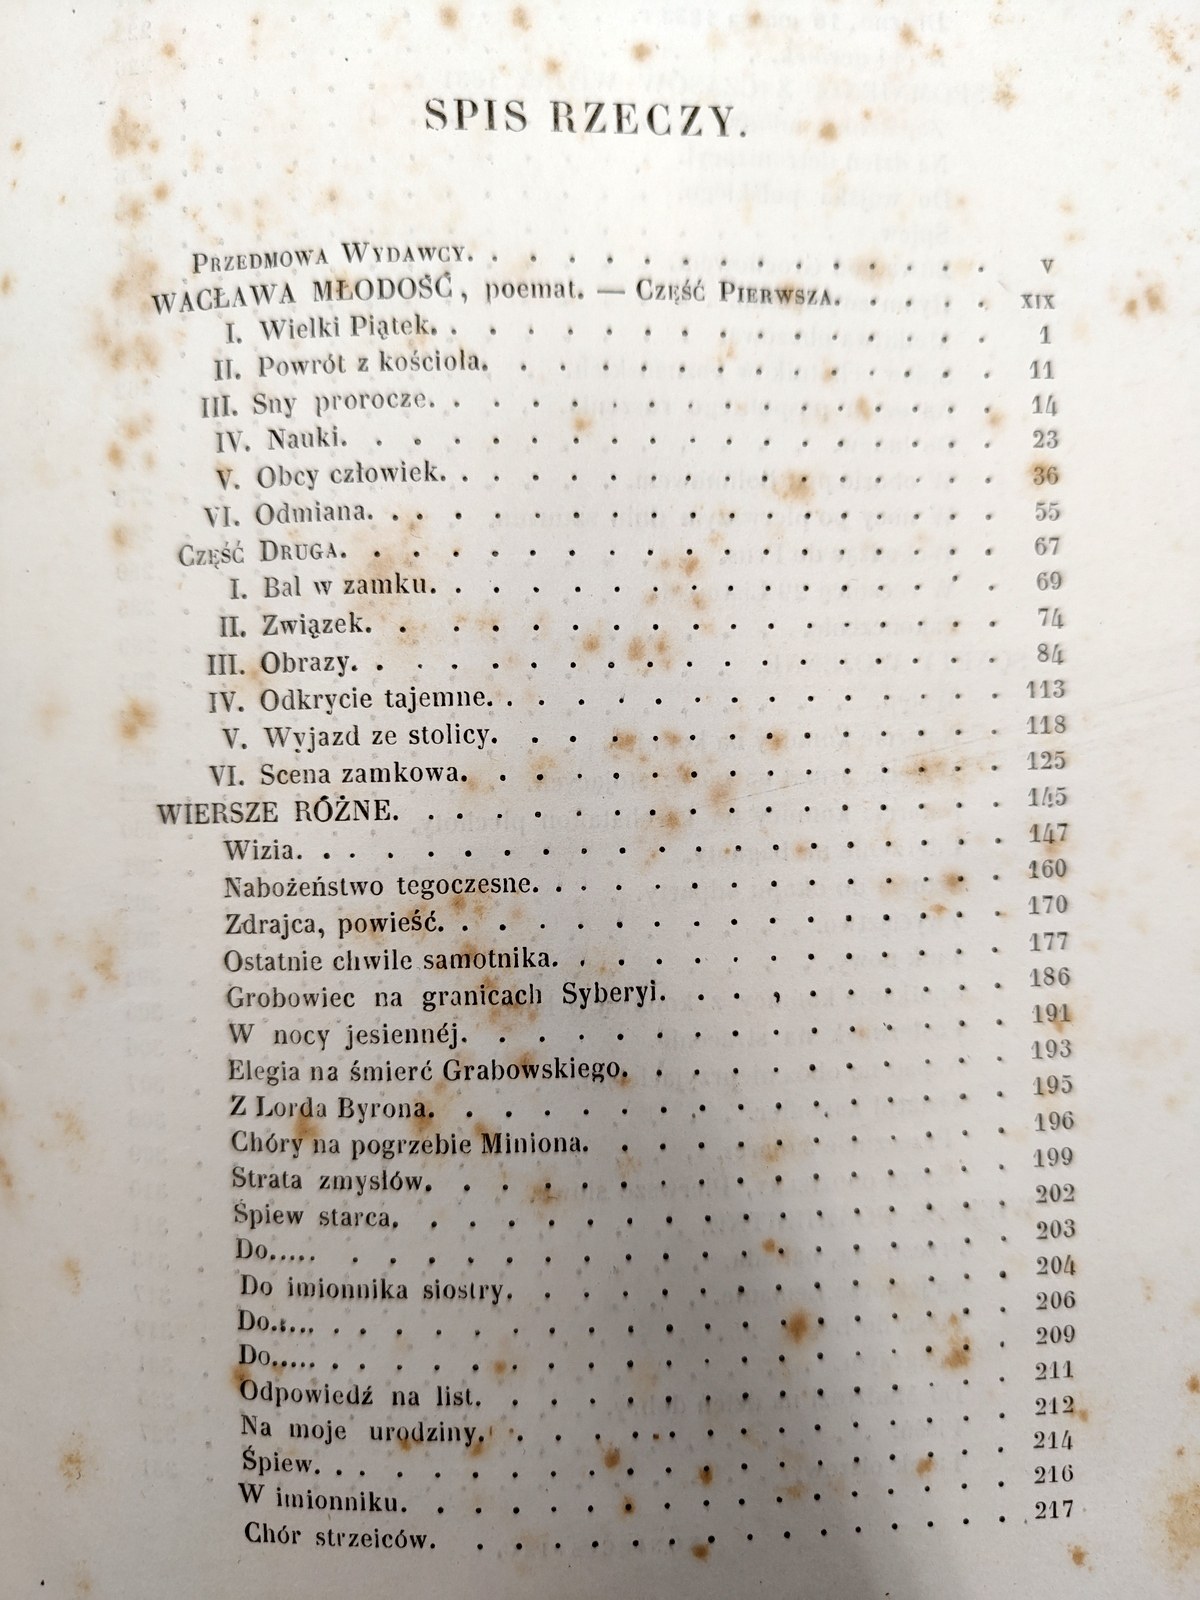 SPIS RZECZY.
PRZEDMOWA WYDAWCY. . . . . . . . . . . . . . . V
WACŁAWA MŁODOŚĆ, poemat. — CZĘŚĆ PIERWSZA. . . . . XIX
I. Wielki Piątek. . . . . . . . . . . . . . . 1
II. Powrót z kościoła. . . . . . . . . . . . . 11
III. Sny prorocze. . . . . . . . . . . . . . . 14
IV. Nauki. . . . . . . . . . . . . . . . . . 23
V. Obcy człowiek. . . . . . . . . . . . . . . 36
VI. Odmiana. . . . . . . . . . . . . . . . . 55
CZĘŚĆ DRUGA. . . . . . . . . . . . . . . . . 67
I. Bal w zamku. . . . . . . . . . . . . . . 69
II. Związek. . . . . . . . . . . . . . . . . 74
III. Obrazy. . . . . . . . . . . . . . . . . 84
IV. Odkrycie tajemne. . . . . . . . . . . . . 113
V. Wyjazd ze stolicy. . . . . . . . . . . . . 118
VI. Scena zamkowa. . . . . . . . . . . . . . 125
WIERSZE RÓŻNE. . . . . . . . . . . . . . . . 145
Wizia. . . . . . . . . . . . . . . . . . . 147
Nabożeństwo tegoczesne. . . . . . . . . . . . 160
Zdrajca, powieść. . . . . . . . . . . . . . . 170
Ostatnie chwile samotnika. . . . . . . . . . . 177
Grobowiec na granicach Syberyi. . . . . . . . . 186
W nocy jesiennéj. . . . . . . . . . . . . . . 191
Elegia na śmierć Grabowskiego. . . . . . . . . 193
Z Lorda Byrona. . . . . . . . . . . . . . . . 195
Chóry na pogrzebie Miniona. . . . . . . . . . . 196
Strata zmysłów. . . . . . . . . . . . . . . . 199
Śpiew starca. . . . . . . . . . . . . . . . . 202
Do..... . . . . . . . . . . . . . . . . . . 203
Do imionnika siostry. . . . . . . . . . . . . 204
Do..... . . . . . . . . . . . . . . . . . . 206
Do..... . . . . . . . . . . . . . . . . . . 209
Odpowiedź na list. . . . . . . . . . . . . . . 211
Na moje urodziny. . . . . . . . . . . . . . . 212
Śpiew. . . . . . . . . . . . . . . . . . . 214
W imionniku. . . . . . . . . . . . . . . . . 216
Chór strzelców. . . . . . . . . . . . . . . . 217